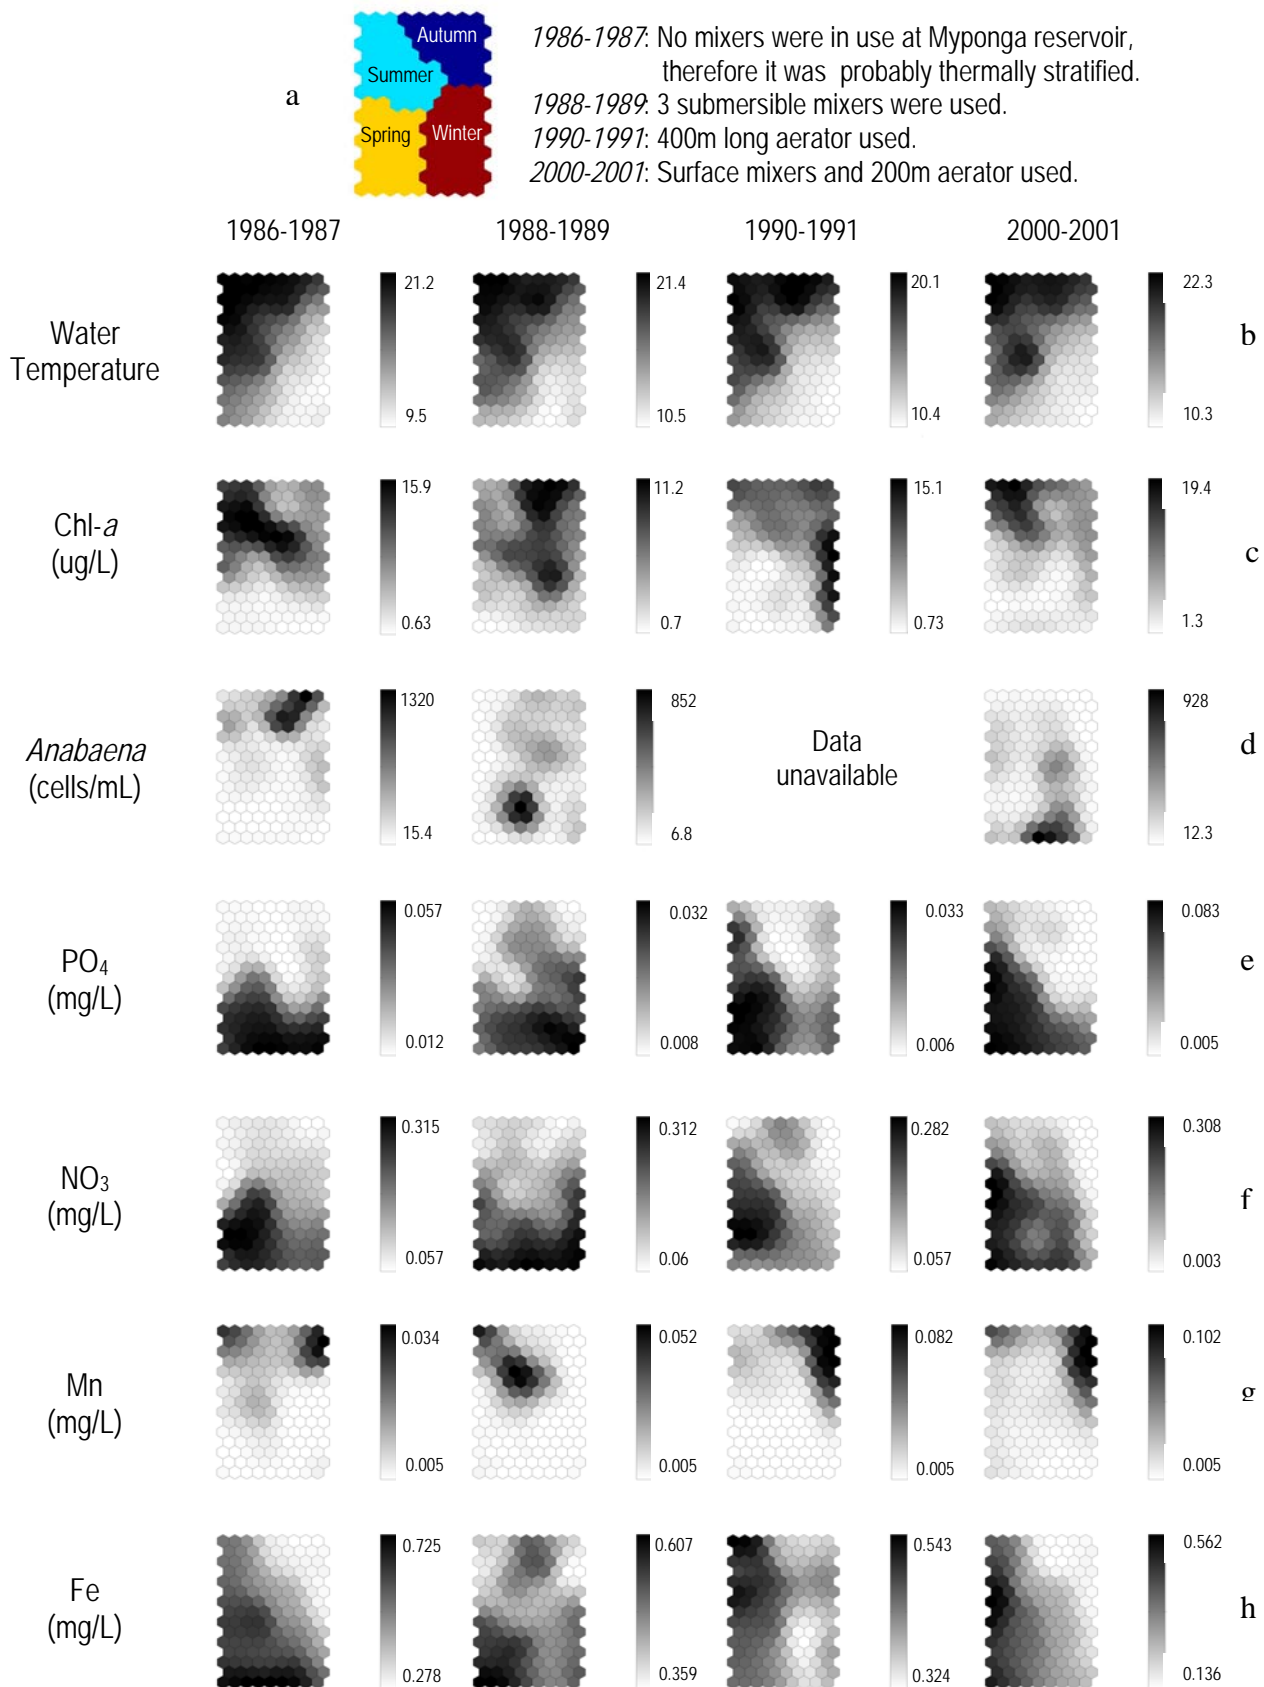 a
Autumn
Summer
Spring
Winter
1986-1987: No mixers were in use at Myponga reservoir,
therefore it was probably thermally stratified.
1988-1989: 3 submersible mixers were used.
1990-1991: 400m long aerator used.
2000-2001: Surface mixers and 200m aerator used.
1986-1987 1988-1989 1990-1991 2000-2001
Water
Temperature
21.2 21.4 20.1 22.3
9.5 10.5 10.4 10.3
b
Chl-a
(ug/L)
15.9 11.2 15.1 19.4
0.63 0.7 0.73 1.3
c
Anabaena
(cells/mL)
1320 852 928
Data
unavailable
15.4 6.8 12.3
d
PO4
(mg/L)
0.057 0.032 0.033 0.083
0.012 0.008 0.006 0.005
e
NO3
(mg/L)
0.315 0.312 0.282 0.308
0.057 0.06 0.057 0.003
f
Mn
(mg/L)
0.034 0.052 0.082 0.102
0.005 0.005 0.005 0.005
g
Fe
(mg/L)
0.725 0.607 0.543 0.562
0.278 0.359 0.324 0.136
h